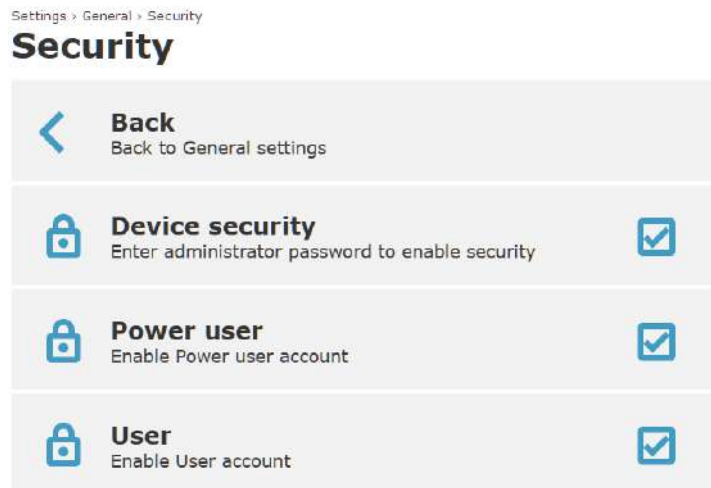 Settings › General › Security
Security
Back
Back to General settings
Device security
Enter administrator password to enable security
Power user
Enable Power user account
User
Enable User account